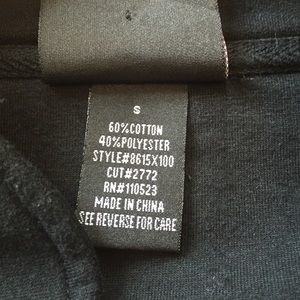 S
60%COTTON
40%POLYESTER
STYLE#8615X100
CUT#2772
RN#110523
MADE IN CHINA
SEE REVERSE FOR CARE